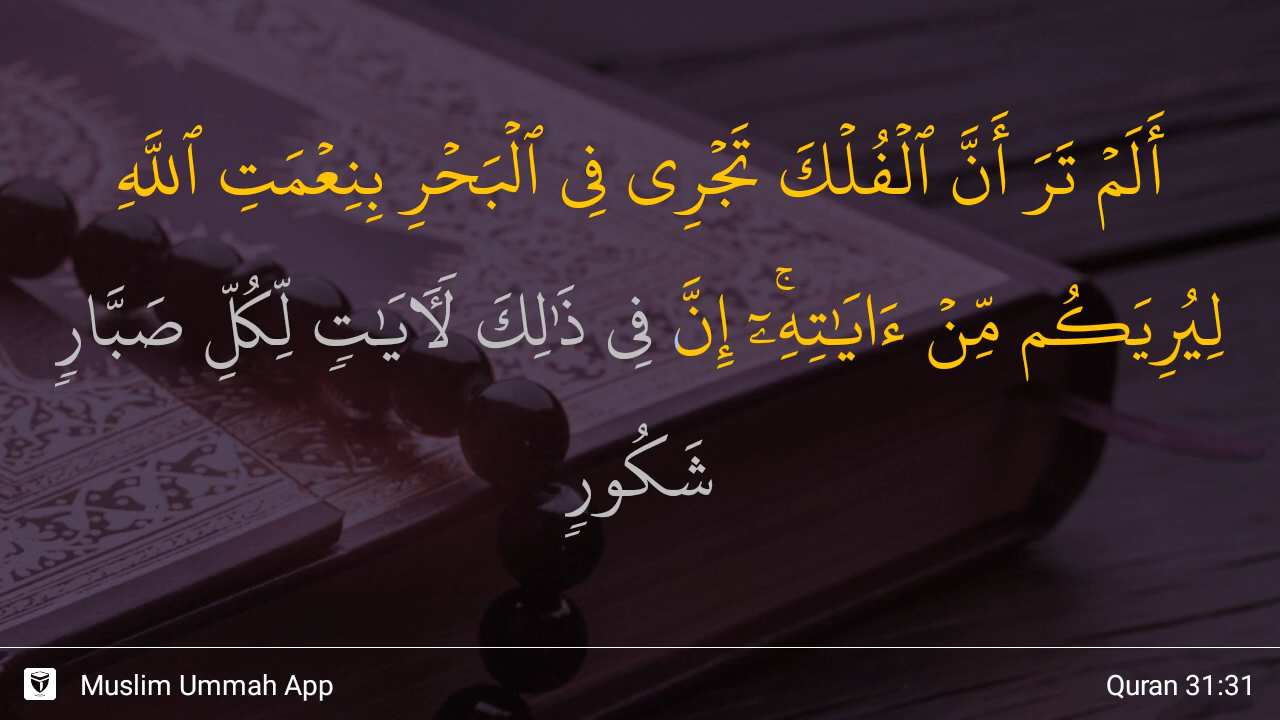 أَلَمْ تَرَ أَنَّ ٱلْفُلْكَ تَجْرِى فِى ٱلْبَحْرِ بِنِعْمَتِ ٱللَّهِ
لِيُرِيَكُم مِّنْ ءَايَـٰتِهِۦٓ ۚ إِنَّ فِى ذَٰلِكَ لَـَٔايَـٰتٍ لِّكُلِّ صَبَّارٍ
شَكُورٍ
Muslim Ummah App
Quran 31:31